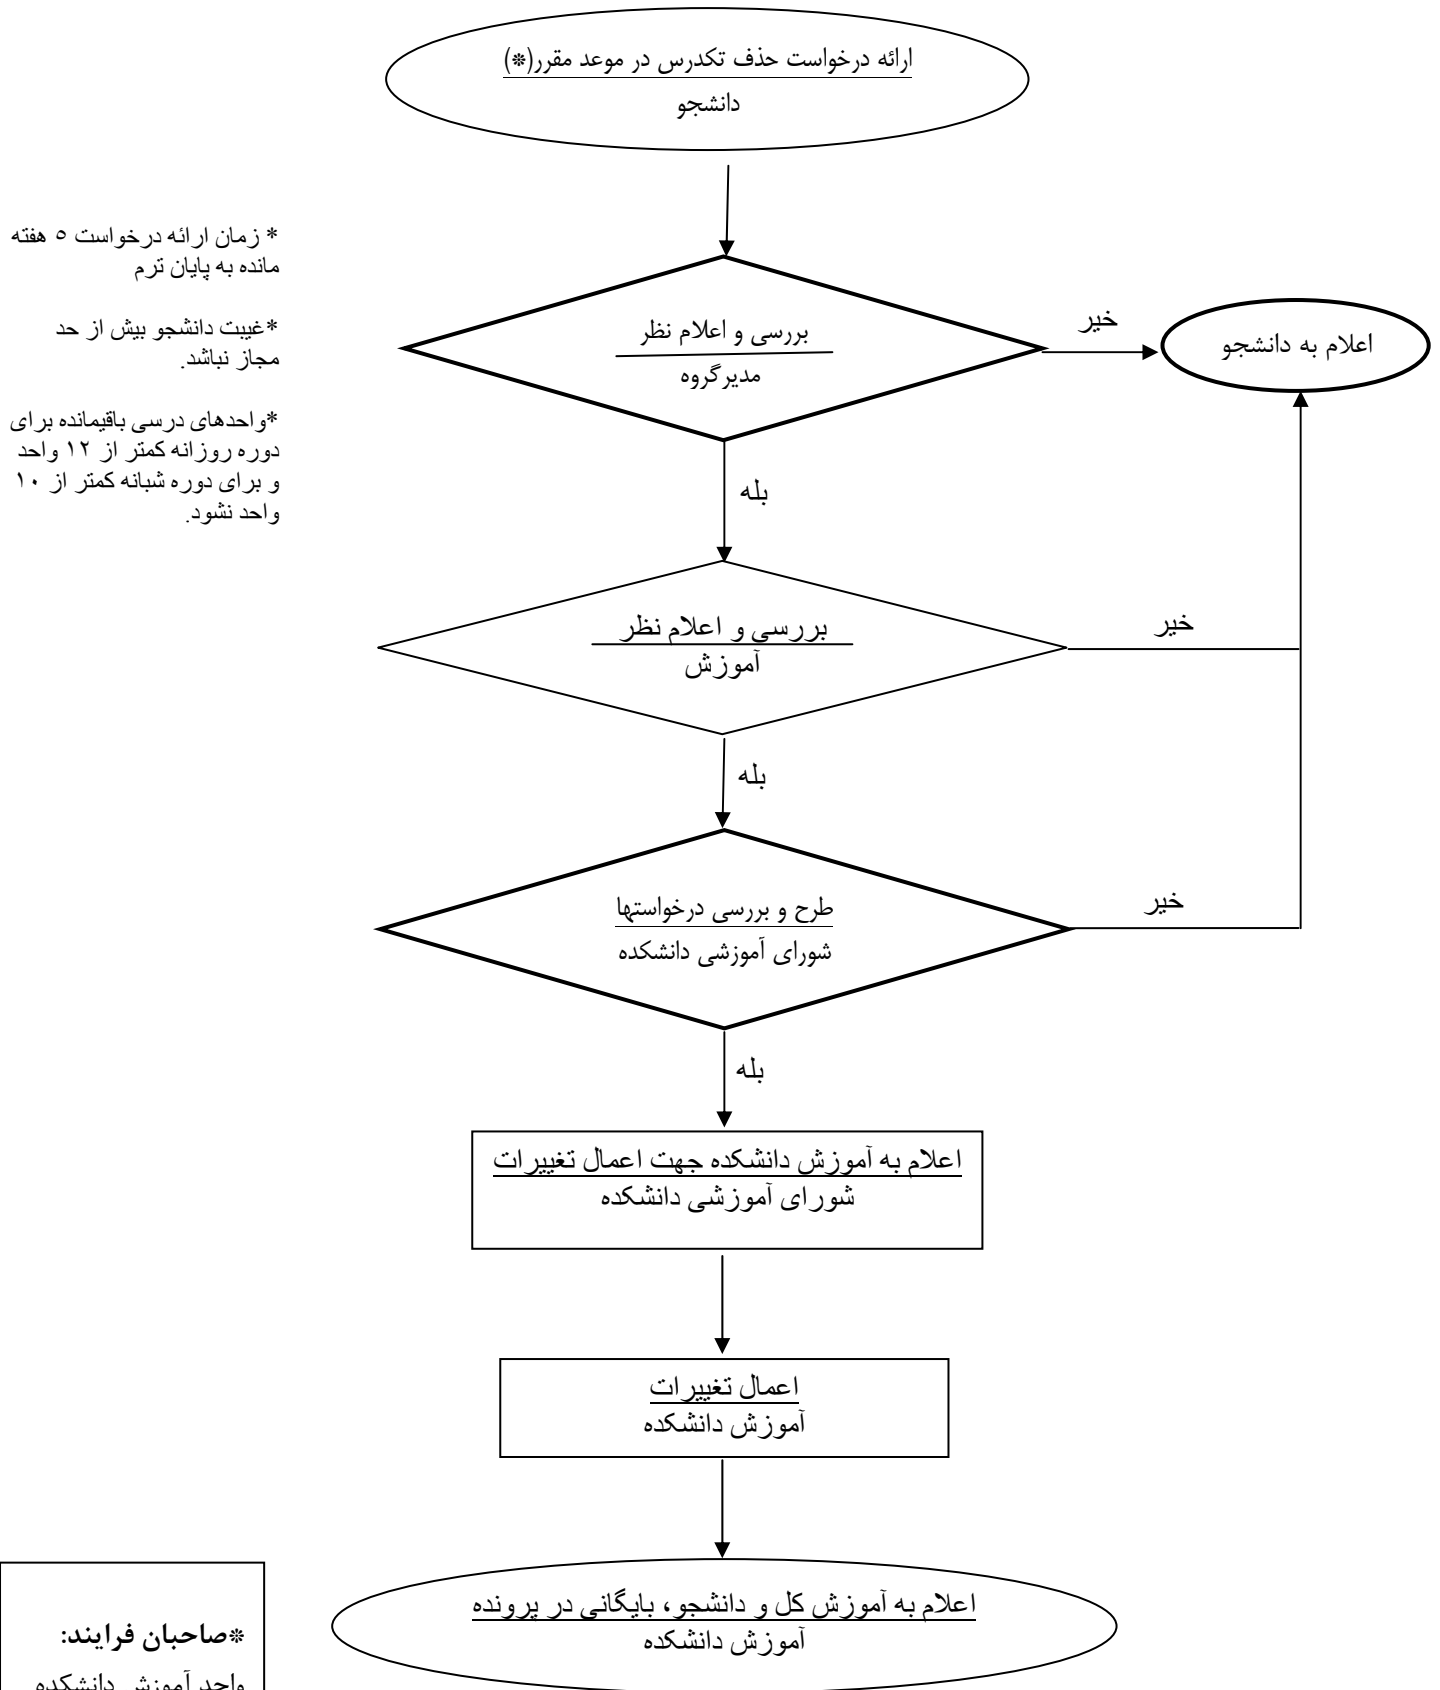 ارائه درخواست حذف تکدرس در موعد مقرر(*)
دانشجو
* زمان ارائه درخواست ۵ هفته
مانده به پایان ترم
*غیبت دانشجو بیش از حد
مجاز نباشد.
*واحدهای درسی باقیمانده برای
دوره روزانه کمتر از ۱۲ واحد
و برای دوره شبانه کمتر از ۱۰
واحد نشود.
بررسی و اعلام نظر
مدیرگروه
خیر
اعلام به دانشجو
بله
بررسی و اعلام نظر
آموزش
خیر
بله
طرح و بررسی درخواستها
شورای آموزشی دانشکده
خیر
بله
اعلام به آموزش دانشکده جهت اعمال تغییرات
شورای آموزشی دانشکده
اعمال تغییرات
آموزش دانشکده
اعلام به آموزش کل و دانشجو، بایگانی در پرونده
آموزش دانشکده
*صاحبان فرایند:
واحد آموزش دانشکده